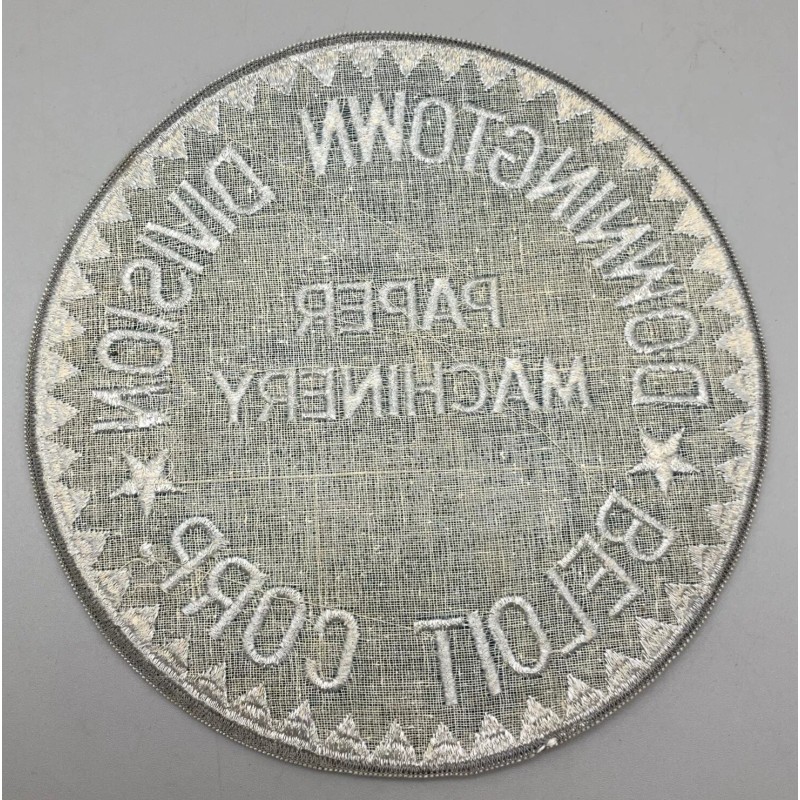 DOWNINGTOWN DIVISION
PAPER
MACHINERY
BELOIT CORP.